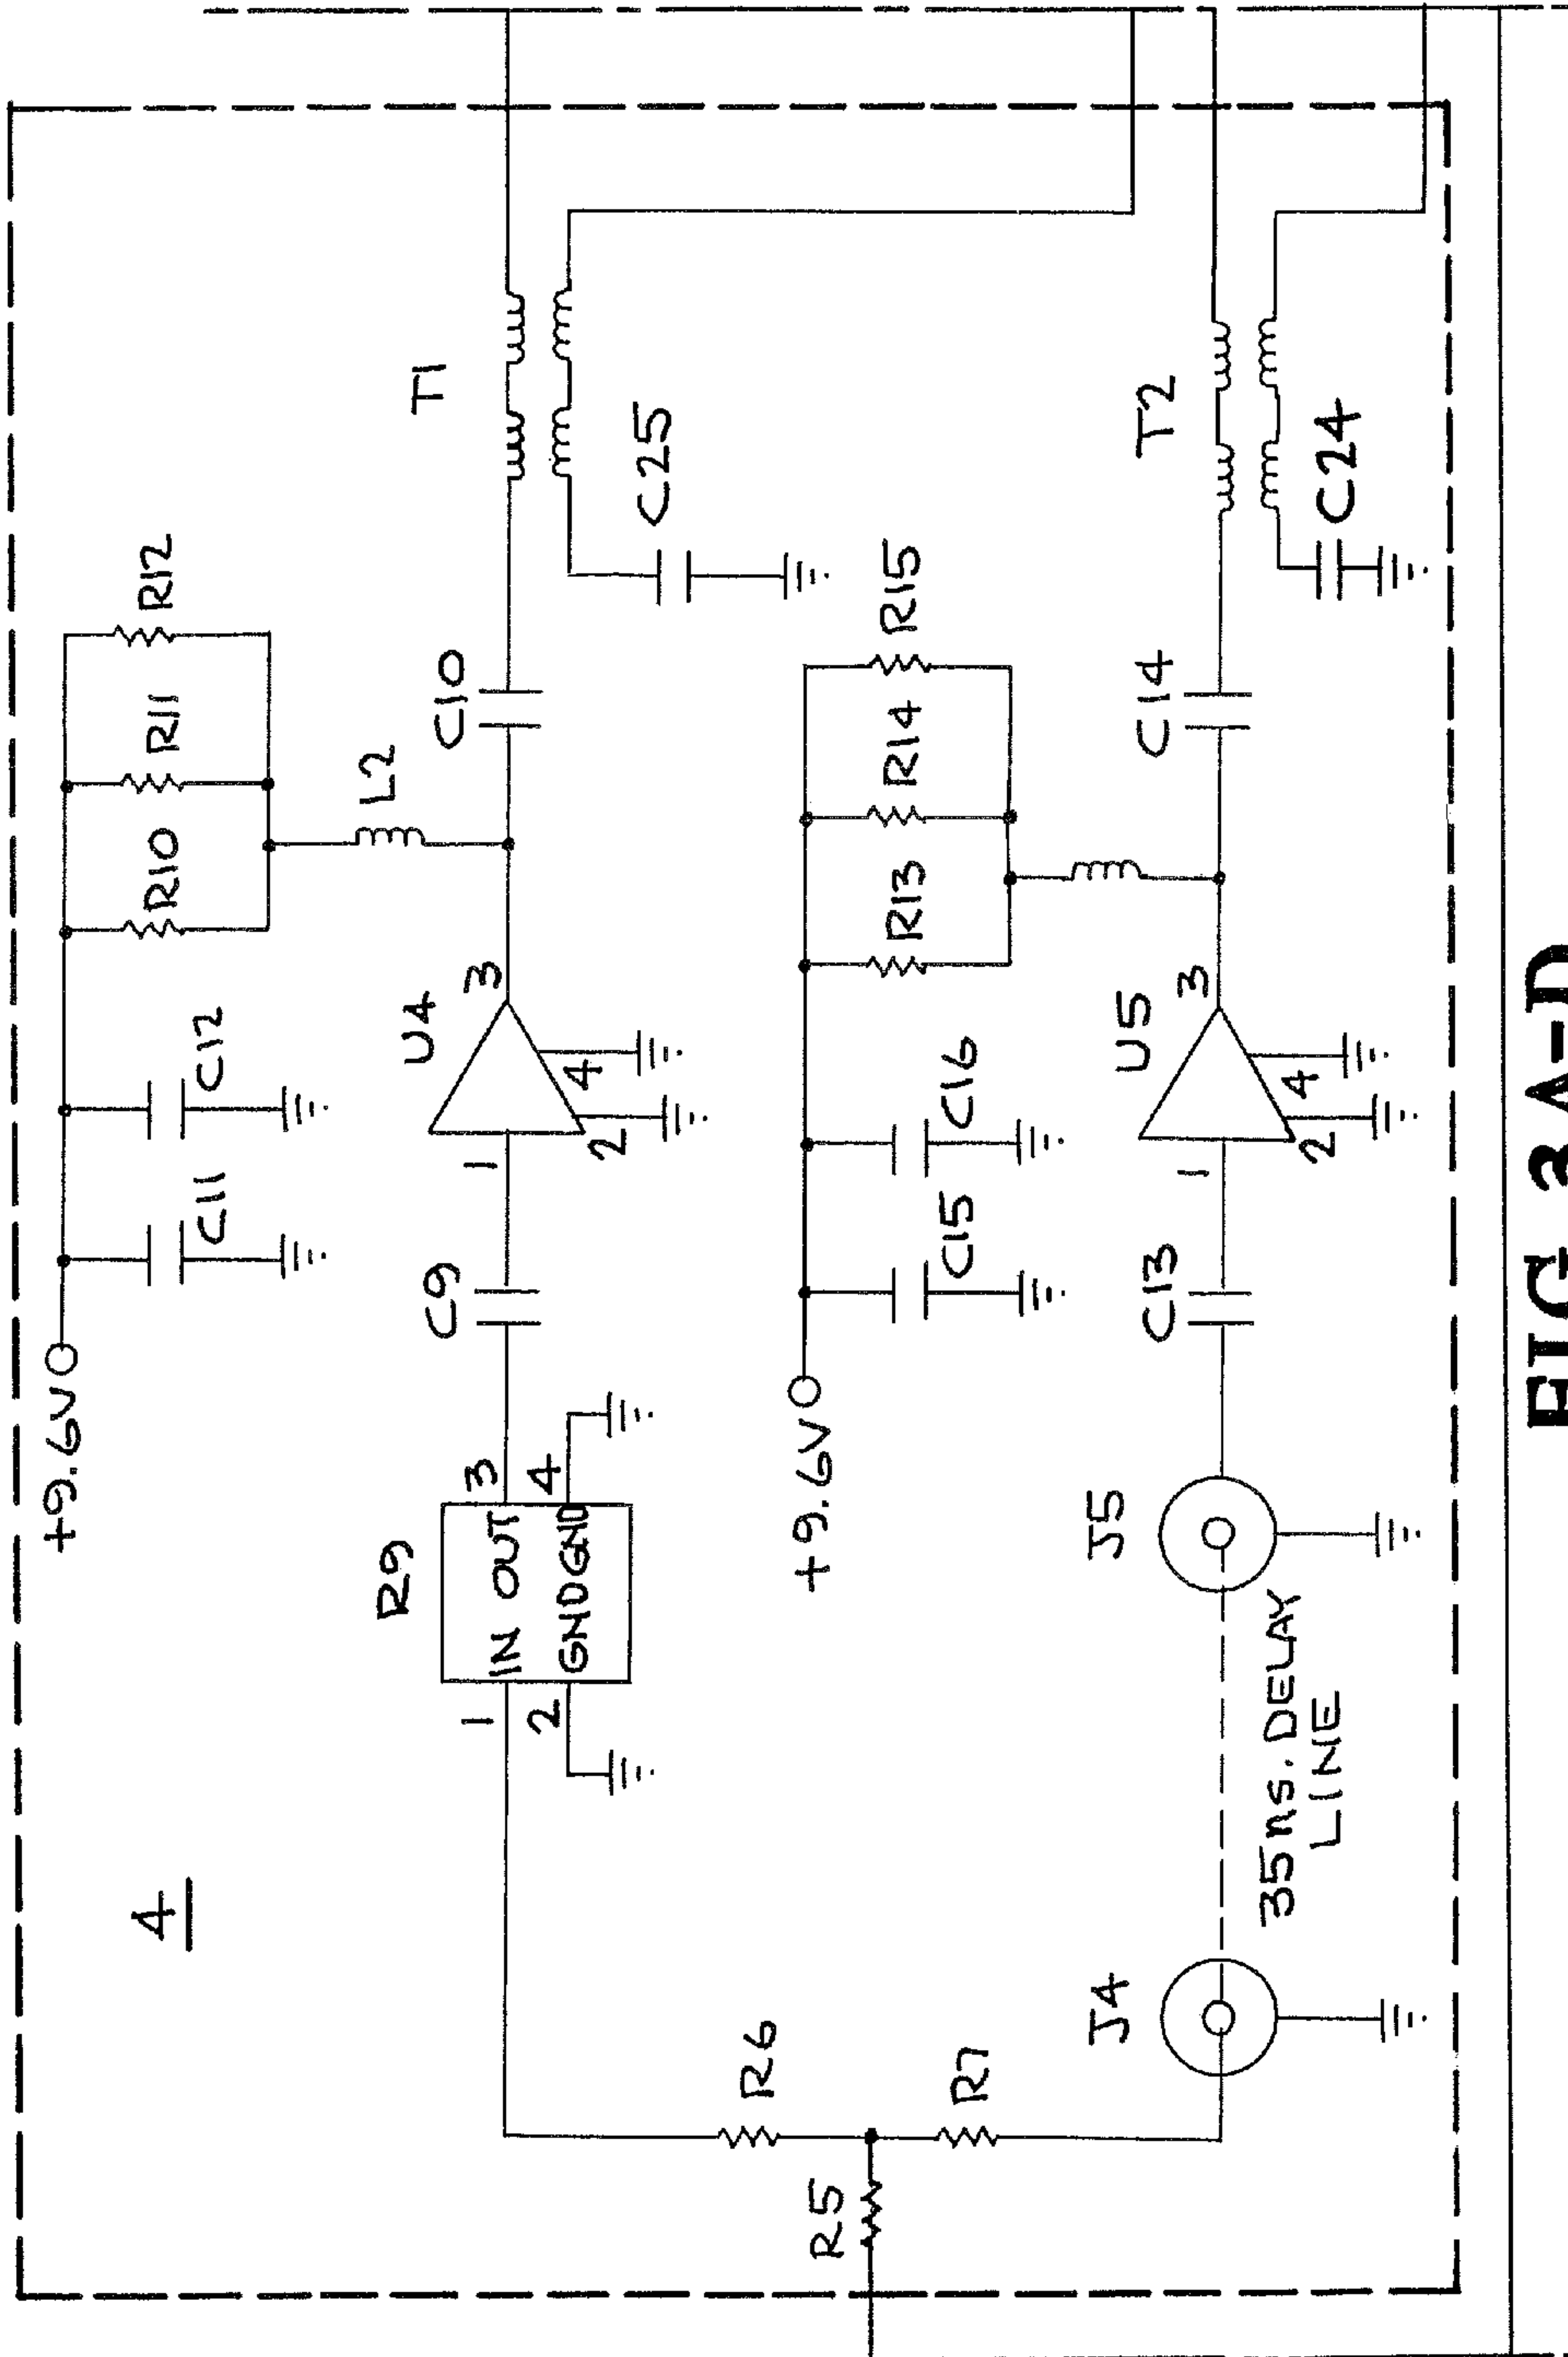 4
+9.6V
C11
C12
R10
R11
R12
L2
R9
1
IN OUT
3
2
GND GND
4
C9
1
U4
3
2
4
C10
T1
C25
+9.6V
C15
C16
R13
R14
R15
R5
R6
R7
J4
35ns. DELAY
LINE
J5
C13
1
U5
3
2
4
C14
T2
C24
FIG 3A-D